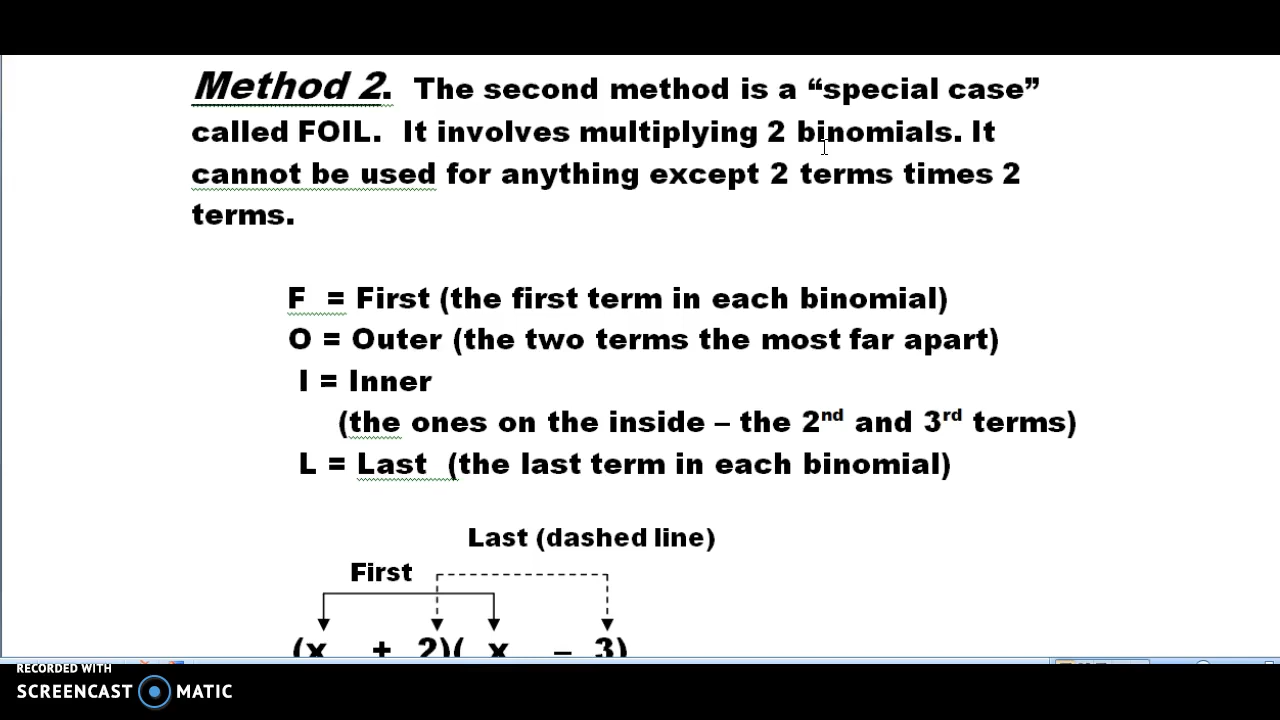 Method 2.  The second method is a “special case”
called FOIL.  It involves multiplying 2 binomials. It
cannot be used for anything except 2 terms times 2
terms.
F  = First (the first term in each binomial)
O = Outer (the two terms the most far apart)
I = Inner
(the ones on the inside – the 2nd and 3rd terms)
L = Last  (the last term in each binomial)
Last (dashed line)
First
(x + 2)( x – 3)
RECORDED WITH
SCREENCAST MATIC